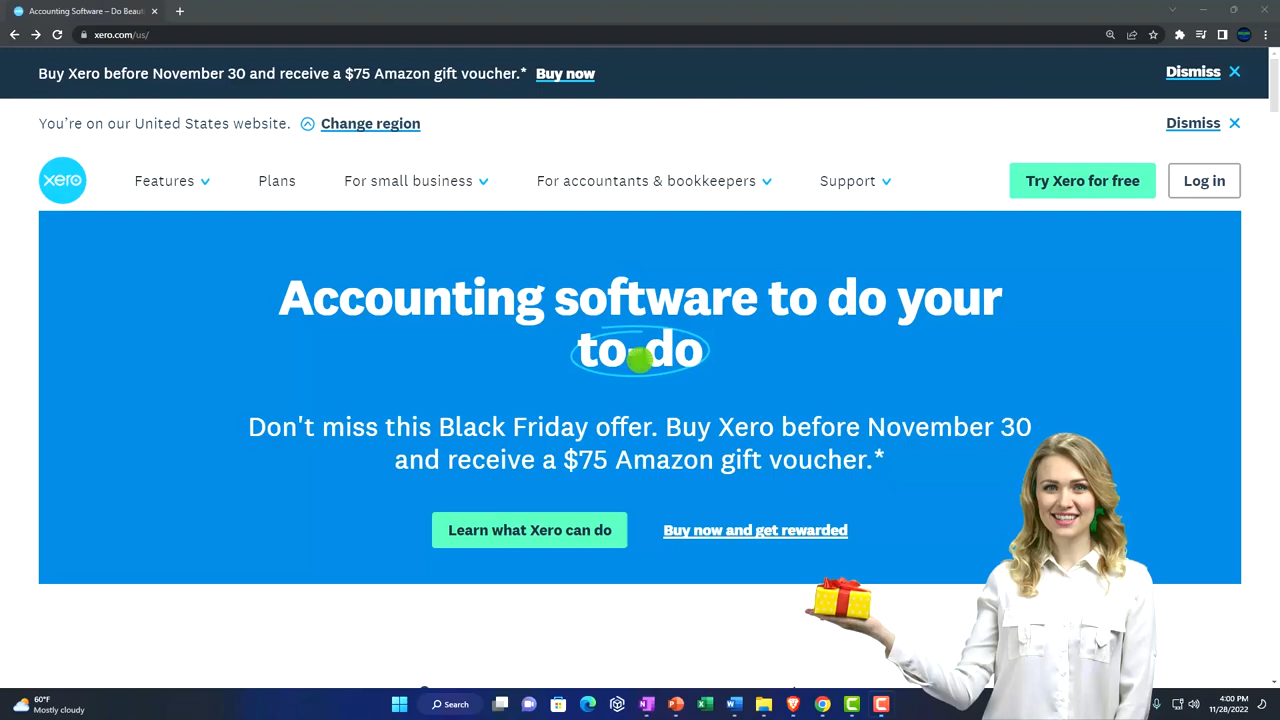 Accounting Software – Do Beaut
xero.com/us/
Buy Xero before November 30 and receive a $75 Amazon gift voucher.* Buy now
Dismiss
You're on our United States website. Change region
Dismiss
xero
Features
Plans
For small business
For accountants & bookkeepers
Support
Try Xero for free
Log in
Accounting software to do your
to-do
Don't miss this Black Friday offer. Buy Xero before November 30
and receive a $75 Amazon gift voucher.*
Learn what Xero can do
Buy now and get rewarded
60°F
Mostly cloudy
Search
4:00 PM
11/28/2022